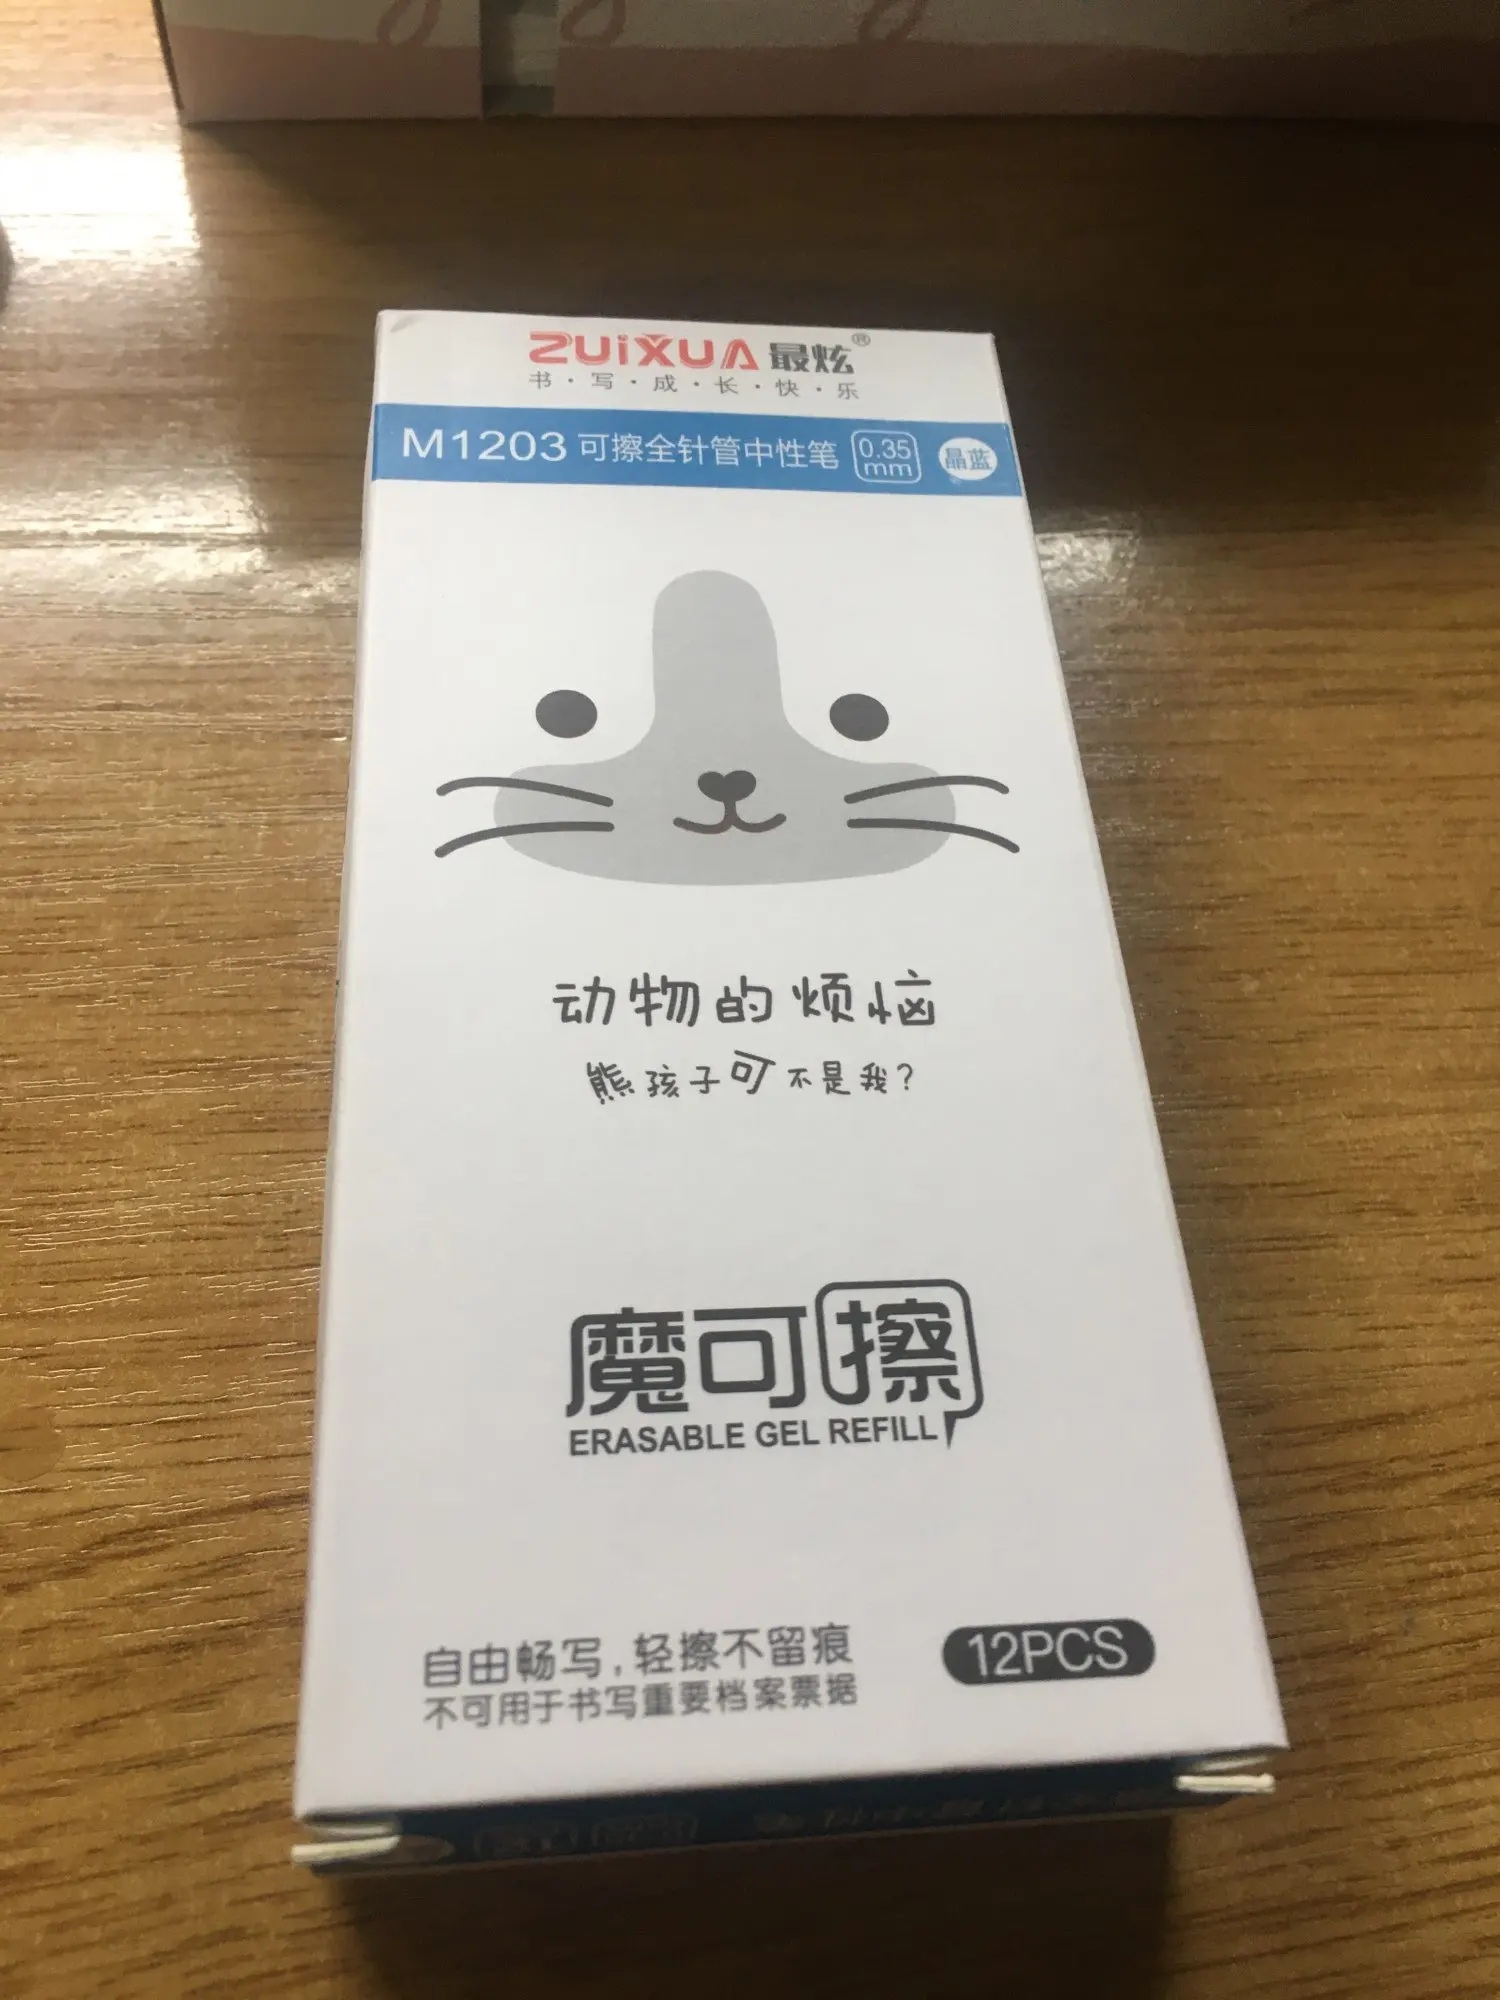 ZUiXUA 最炫®
书·写·成·长·快·乐
M1203 可擦全针管中性笔 0.35 mm 晶蓝
动物的烦恼
熊孩子可不是我?
魔可擦
ERASABLE GEL REFILL
自由畅写,轻擦不留痕
不可用于书写重要档案票据
12PCS